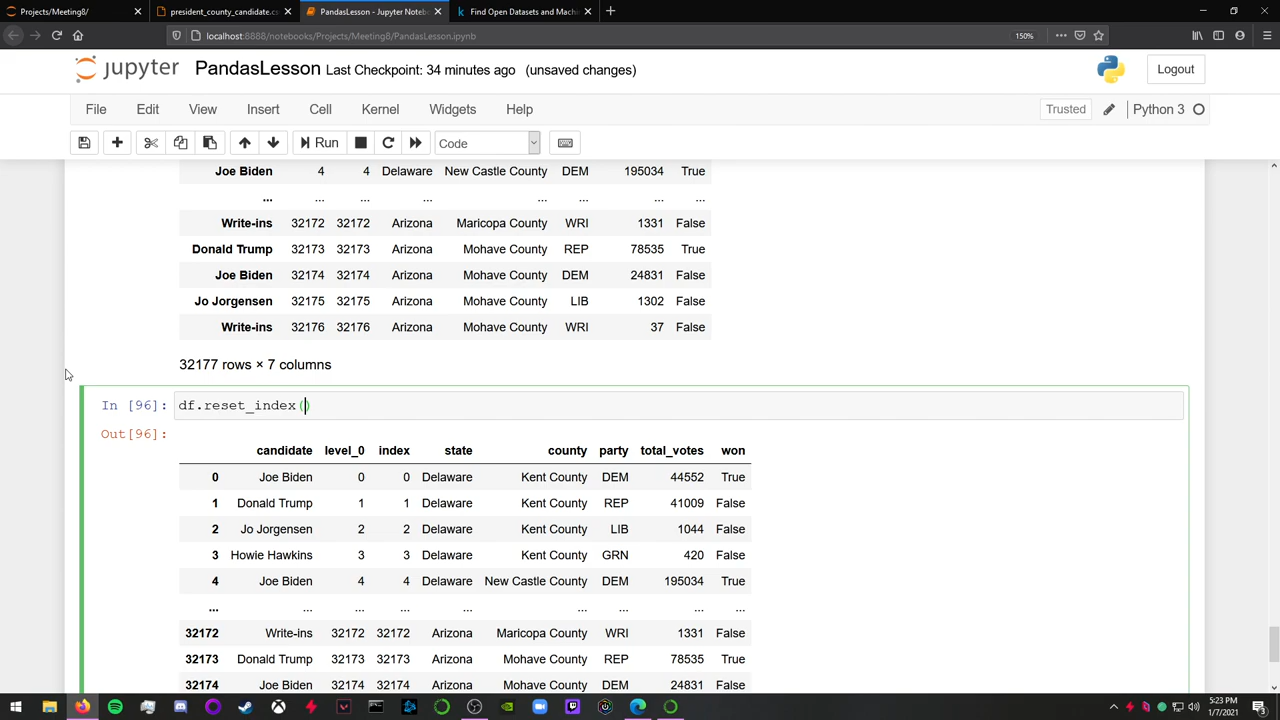 Projects/Meeting8/
president_county_candidate.cs
PandasLesson - Jupyter Notebo
Find Open Datasets and Machin
localhost:8888/notebooks/Projects/Meeting8/PandasLesson.ipynb
150%
jupyter PandasLesson Last Checkpoint: 34 minutes ago (unsaved changes)
Logout
File Edit View Insert Cell Kernel Widgets Help
Trusted Python 3
Run Code
Joe Biden 4 4 Delaware New Castle County DEM 195034 True
... ... ... ... ... ... ... ...
Write-ins 32172 32172 Arizona Maricopa County WRI 1331 False
Donald Trump 32173 32173 Arizona Mohave County REP 78535 True
Joe Biden 32174 32174 Arizona Mohave County DEM 24831 False
Jo Jorgensen 32175 32175 Arizona Mohave County LIB 1302 False
Write-ins 32176 32176 Arizona Mohave County WRI 37 False
32177 rows × 7 columns
In [96]: df.reset_index()
Out[96]:
candidate level_0 index state county party total_votes won
0 Joe Biden 0 0 Delaware Kent County DEM 44552 True
1 Donald Trump 1 1 Delaware Kent County REP 41009 False
2 Jo Jorgensen 2 2 Delaware Kent County LIB 1044 False
3 Howie Hawkins 3 3 Delaware Kent County GRN 420 False
4 Joe Biden 4 4 Delaware New Castle County DEM 195034 True
... ... ... ... ... ... ... ... ...
32172 Write-ins 32172 32172 Arizona Maricopa County WRI 1331 False
32173 Donald Trump 32173 32173 Arizona Mohave County REP 78535 True
32174 Joe Biden 32174 32174 Arizona Mohave County DEM 24831 False
5:23 PM
1/7/2021